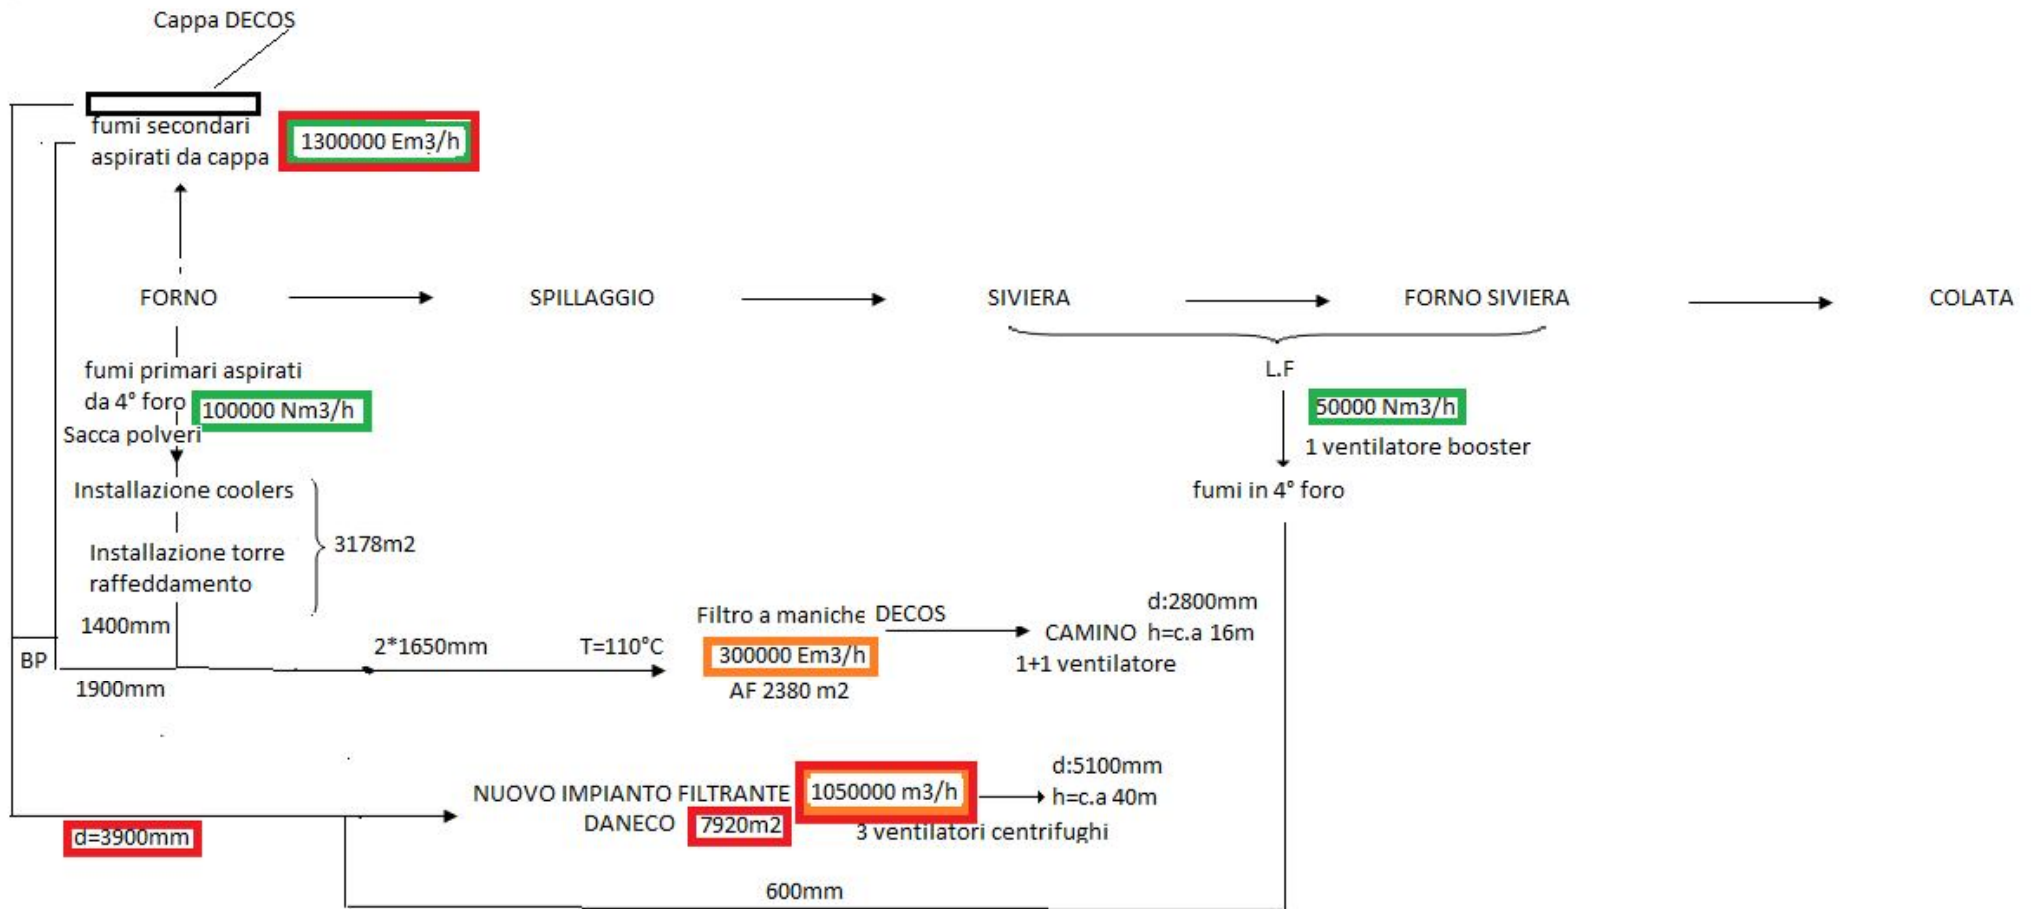 Cappa DECOS
fumi secondari
aspirati da cappa
1300000 Em3/h
FORNO
SPILLAGGIO
SIVIERA
FORNO SIVIERA
COLATA
fumi primari aspirati
da 4° foro
100000 Nm3/h
Sacca polveri
L.F
50000 Nm3/h
1 ventilatore booster
fumi in 4° foro
Installazione coolers
Installazione torre
raffeddamento
3178m2
1400mm
BP
1900mm
2*1650mm
T=110°C
Filtro a maniche DECOS
300000 Em3/h
AF 2380 m2
CAMINO
d:2800mm
h=c.a 16m
1+1 ventilatore
NUOVO IMPIANTO FILTRANTE
DANECO
1050000 m3/h
7920m2
3 ventilatori centrifughi
d:5100mm
h=c.a 40m
d=3900mm
600mm